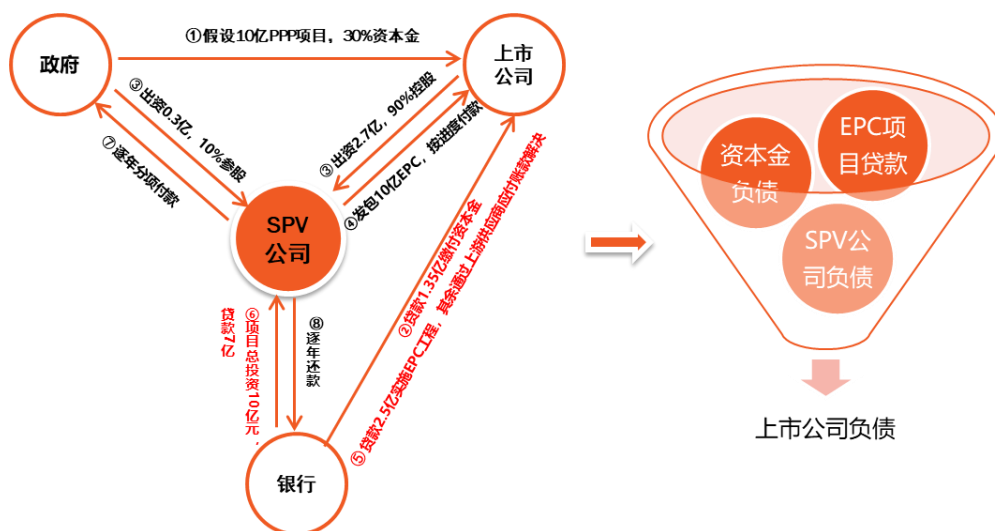 ①假设10亿PPP项目，30%资本金
政府
上市
公司
③出资0.3亿，10%参股
⑦逐年分项付款
③出资2.7亿，90%控股
④发包10亿EPC，按进度付款
SPV
公司
②贷款1.35亿缴付资本金
⑤贷款2.5亿实施EPC工程，其余通过上游供应商应付账款解决
⑥项目总投资10亿元，
贷款7亿
⑧逐年还款
银行
资本金
负债
EPC项
目贷款
SPV公
司负债
上市公司负债